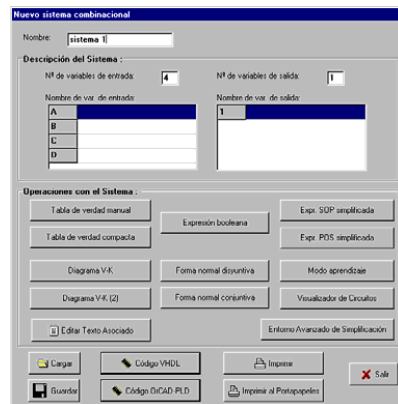 Nuevo sistema combinacional
Nombre: sistema 1
Descripción del Sistema :
Nº de variables de entrada: 4 Nº de variables de salida: 1
Nombre de var. de entrada: Nombre de var. de salida:
A 1
B
C
D
Operaciones con el Sistema :
Tabla de verdad manual Expresión booleana Expr. SOP simplificada
Tabla de verdad compacta Expr. POS simplificada
Diagrama V-K Forma normal disyuntiva Modo aprendizaje
Diagrama V-K (2) Forma normal conjuntiva Visualizador de Circuitos
Editar Texto Asociado Entorno Avanzado de Simplificación
Cargar Código VHDL Imprimir Salir
Guardar Código OrCAD-PLD Imprimir al Portapapeles